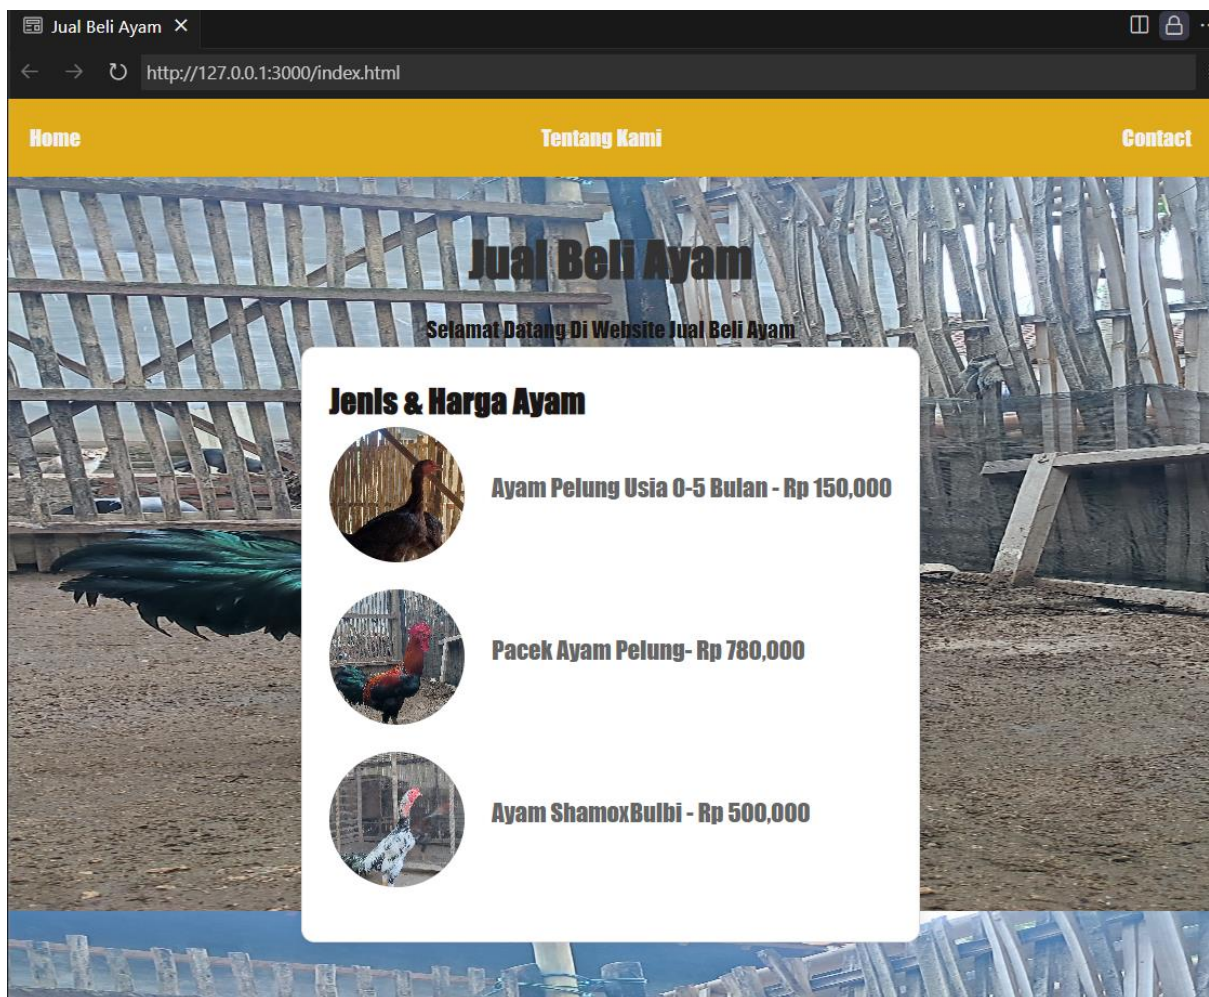 Jual Beli Ayam
http://127.0.0.1:3000/index.html
Home Tentang Kami Contact
Jual Beli Ayam
Selamat Datang Di Website Jual Beli Ayam
Jenis & Harga Ayam
Ayam Pelung Usia 0-5 Bulan - Rp 150,000
Pacek Ayam Pelung- Rp 780,000
Ayam ShamoxBulbi - Rp 500,000